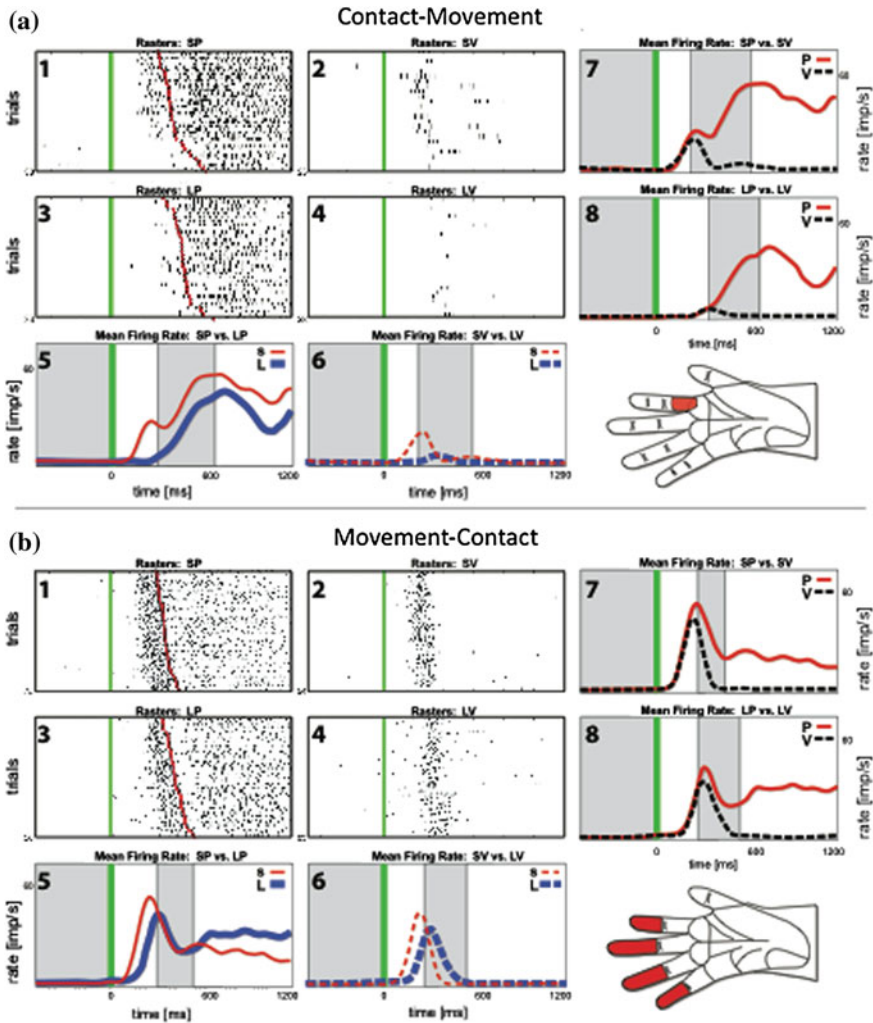 (a)
Contact-Movement
Rasters: SP
Rasters: SV
Mean Firing Rate: SP vs. SV
1
2
7
P
V
trials
rate [imp/s]
Rasters: LP
Rasters: LV
Mean Firing Rate: LP vs. LV
3
4
8
P
V
60
trials
rate [imp/s]
0 600 1200
time [ms]
Mean Firing Rate: SP vs. LP
Mean Firing Rate: SV vs. LV
5
6
60
S
L
S
L
rate [imp/s]
0 600 1200
0 600 1200
time [ms]
time [ms]
(b)
Movement-Contact
Rasters: SP
Rasters: SV
Mean Firing Rate: SP vs. SV
1
2
7
P
V
60
trials
rate [imp/s]
Rasters: LP
Rasters: LV
Mean Firing Rate: LP vs. LV
3
4
8
P
V
60
trials
rate [imp/s]
0 600 1200
time [ms]
Mean Firing Rate: SP vs. LP
Mean Firing Rate: SV vs. LV
5
6
60
S
L
S
L
rate [imp/s]
0 600 1200
0 600 1200
time [ms]
time [ms]